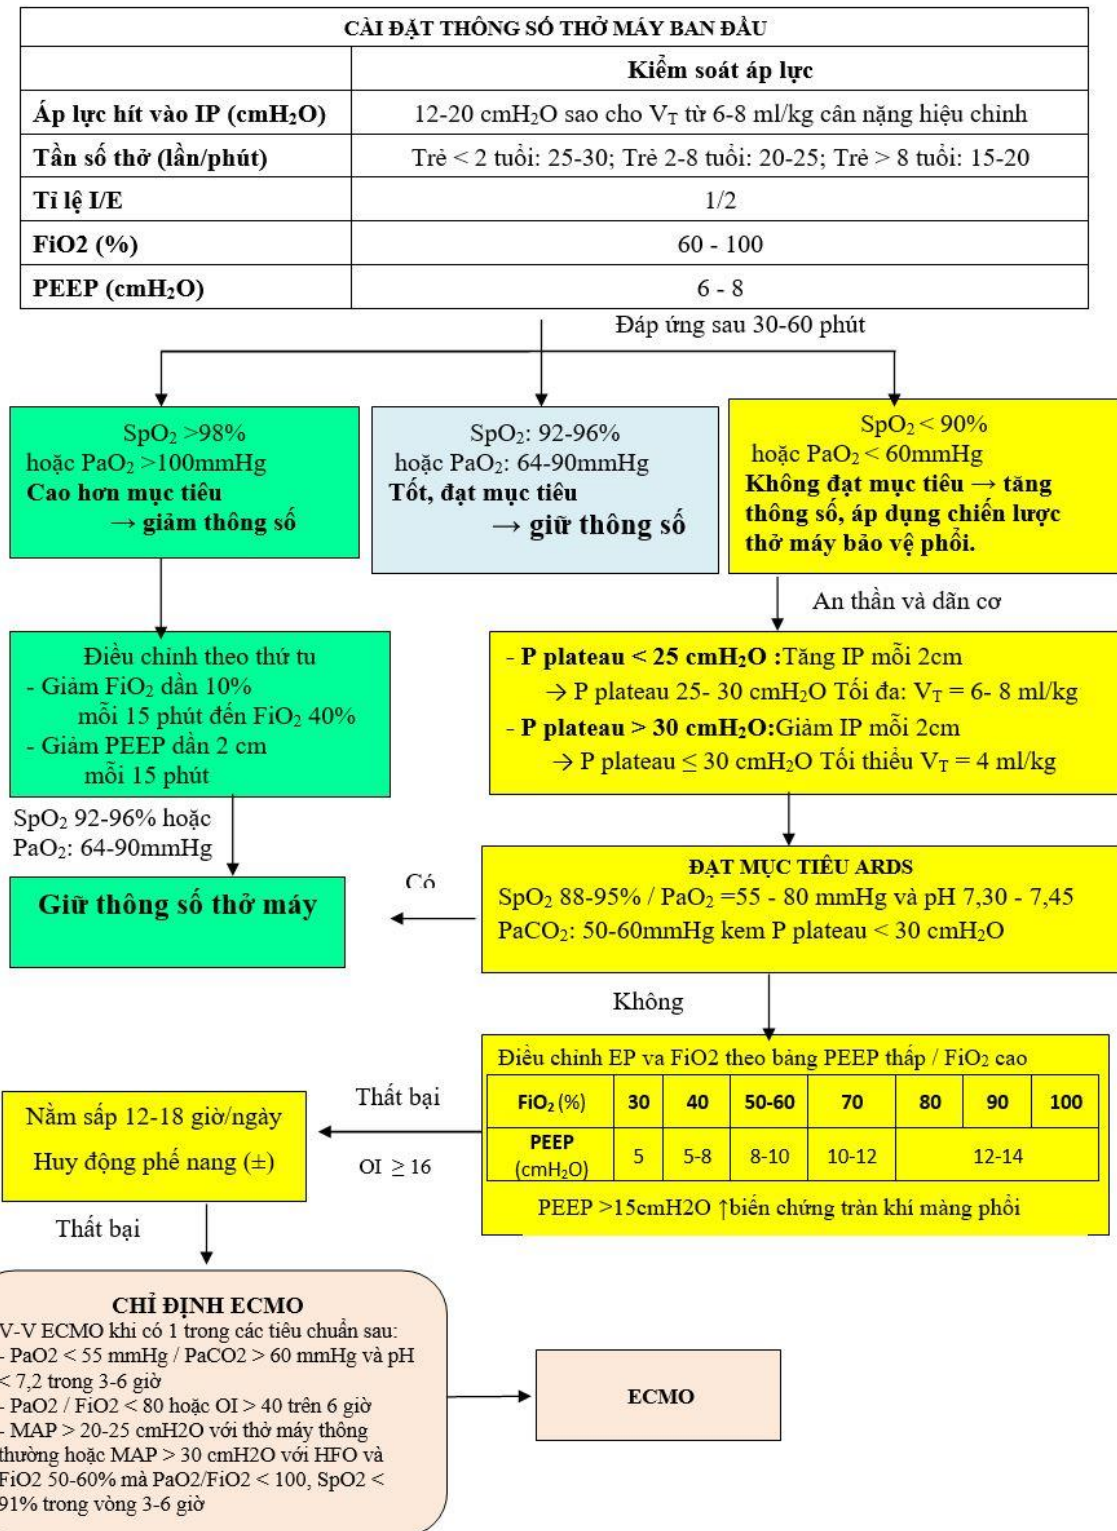 CÀI ĐẶT THÔNG SỐ THỞ MÁY BAN ĐẦU
Kiểm soát áp lực
Áp lực hít vào IP (cmH₂O) 12-20 cmH₂O sao cho V_T từ 6-8 ml/kg cân nặng hiệu chỉnh
Tần số thở (lần/phút) Trẻ < 2 tuổi: 25-30; Trẻ 2-8 tuổi: 20-25; Trẻ > 8 tuổi: 15-20
Tỉ lệ I/E 1/2
FiO2 (%) 60 - 100
PEEP (cmH₂O) 6 - 8
Đáp ứng sau 30-60 phút
SpO₂ >98%
hoặc PaO₂ >100mmHg
Cao hơn mục tiêu
→ giảm thông số
SpO₂: 92-96%
hoặc PaO₂: 64-90mmHg
Tốt, đạt mục tiêu
→ giữ thông số
SpO₂ < 90%
hoặc PaO₂ < 60mmHg
Không đạt mục tiêu → tăng
thông số, áp dụng chiến lược
thở máy bảo vệ phổi.
An thần và dãn cơ
Điều chỉnh theo thứ tu
- Giảm FiO₂ dần 10%
mỗi 15 phút đến FiO₂ 40%
- Giảm PEEP dần 2 cm
mỗi 15 phút
- P plateau < 25 cmH₂O :Tăng IP mỗi 2cm
→ P plateau 25- 30 cmH₂O Tối đa: V_T = 6- 8 ml/kg
- P plateau > 30 cmH₂O:Giảm IP mỗi 2cm
→ P plateau ≤ 30 cmH₂O Tối thiểu V_T = 4 ml/kg
SpO₂ 92-96% hoặc
PaO₂: 64-90mmHg
Giữ thông số thở máy
Có
ĐẠT MỤC TIÊU ARDS
SpO₂ 88-95% / PaO₂ =55 - 80 mmHg và pH 7,30 - 7,45
PaCO₂: 50-60mmHg kem P plateau < 30 cmH₂O
Không
Điều chỉnh EP va FiO2 theo bảng PEEP thấp / FiO₂ cao
FiO₂ (%) 30 40 50-60 70 80 90 100
PEEP (cmH₂O) 5 5-8 8-10 10-12 12-14
PEEP >15cmH2O ↑biến chứng tràn khí màng phổi
Thất bại
OI ≥ 16
Nằm sấp 12-18 giờ/ngày
Huy động phế nang (±)
Thất bại
CHỈ ĐỊNH ECMO
V-V ECMO khi có 1 trong các tiêu chuẩn sau:
- PaO2 < 55 mmHg / PaCO2 > 60 mmHg và pH
< 7,2 trong 3-6 giờ
- PaO2 / FiO2 < 80 hoặc OI > 40 trên 6 giờ
- MAP > 20-25 cmH2O với thở máy thông
thường hoặc MAP > 30 cmH2O với HFO và
FiO2 50-60% mà PaO2/FiO2 < 100, SpO2 <
91% trong vòng 3-6 giờ
ECMO